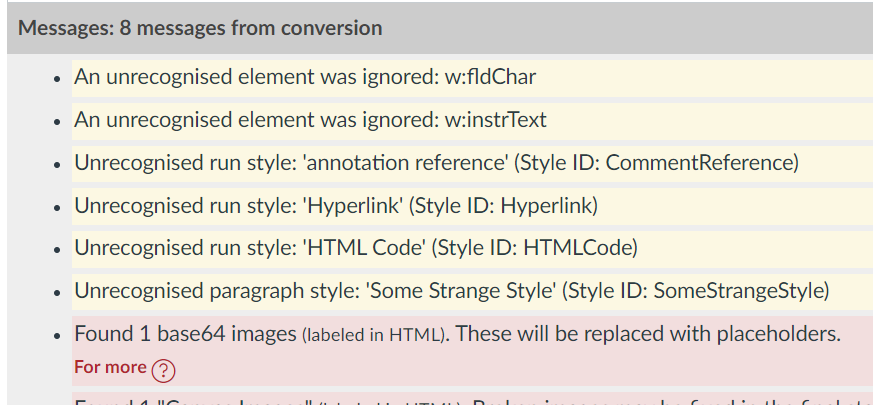 Messages: 8 messages from conversion
An unrecognised element was ignored: w:fldChar
An unrecognised element was ignored: w:instrText
Unrecognised run style: 'annotation reference' (Style ID: CommentReference)
Unrecognised run style: 'Hyperlink' (Style ID: Hyperlink)
Unrecognised run style: 'HTML Code' (Style ID: HTMLCode)
Unrecognised paragraph style: 'Some Strange Style' (Style ID: SomeStrangeStyle)
Found 1 base64 images (labeled in HTML). These will be replaced with placeholders.
For more ?